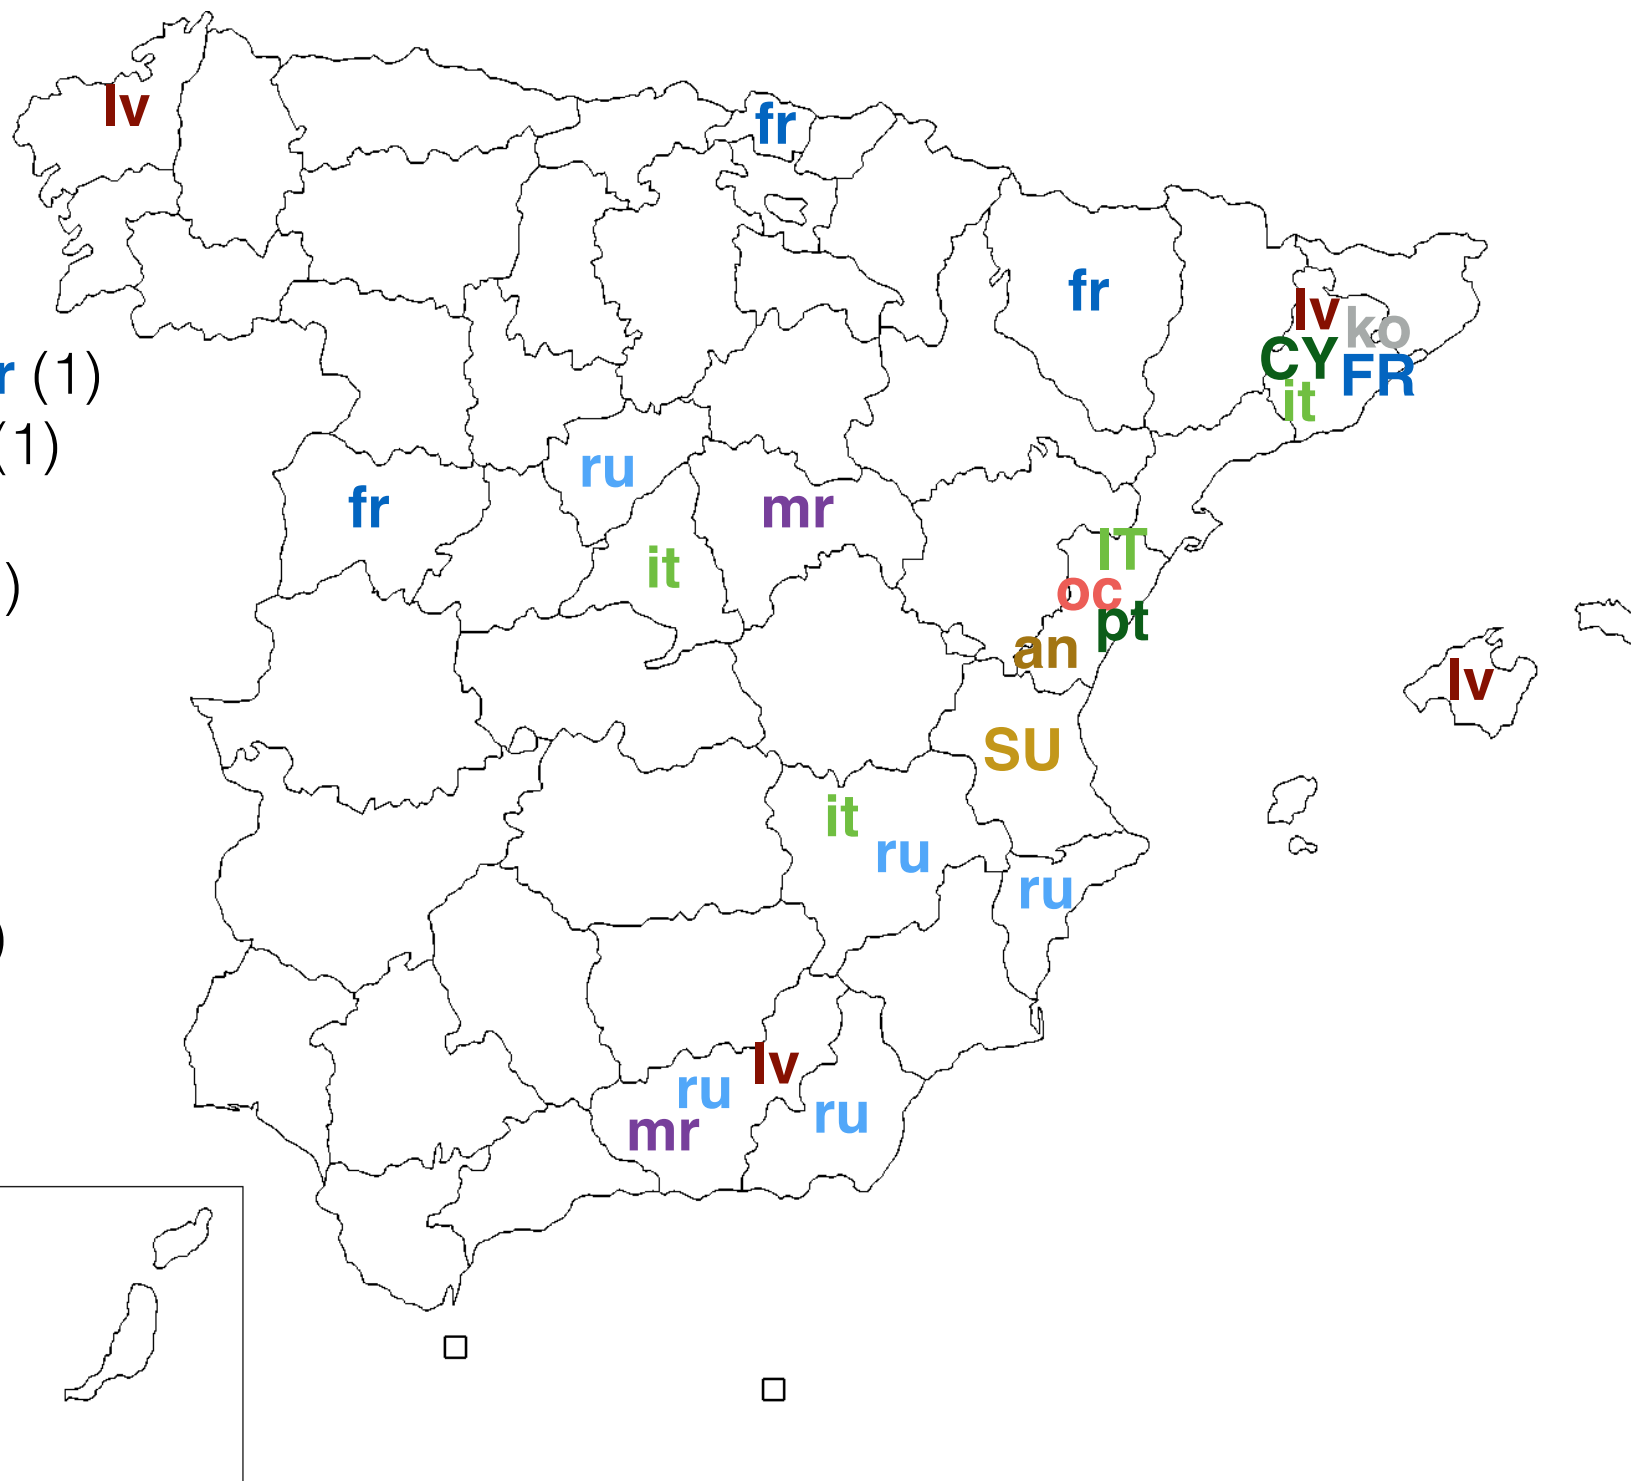 lv
fr
fr
lv ko
r (1)
CY FR
it
(1)
ru
fr
mr
IT
it
)
oc
pt
an
lv
SU
it
ru
ru
)
lv
ru
ru
mr